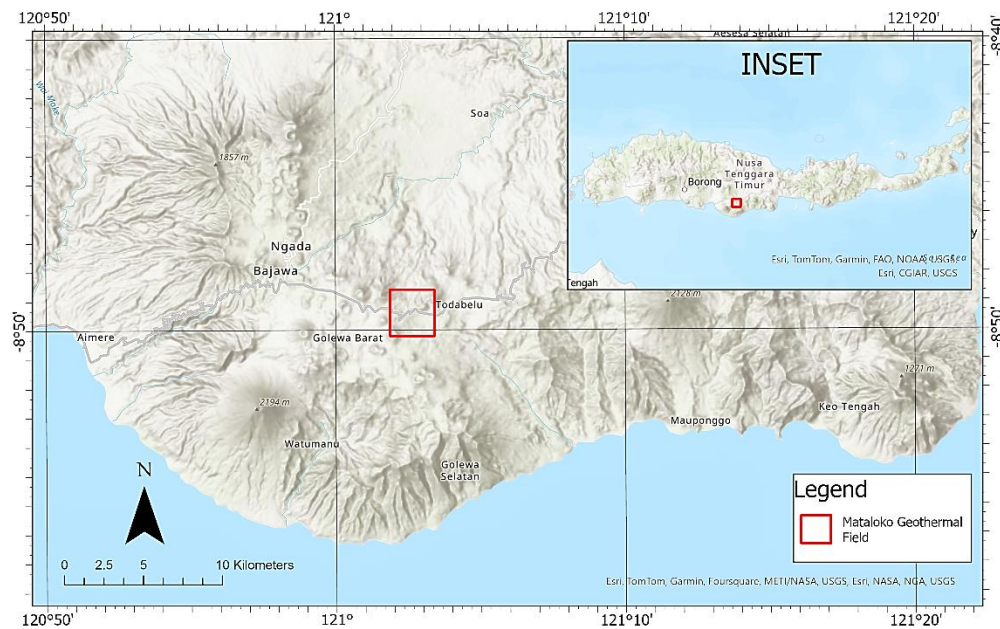 120°50'
121°
121°10'
121°20'
-8°40'
Aesesa Selatan
Wai Moke
Soa
1857 m
INSET
Nusa
Tenggara
Timur
Borong
Esri, TomTom, Garmin, FAO, NOAA, USGS
Esri, CGIAR, USGS
Ngada
Bajawa
Tengah
2128 m
Todabelu
-8°50'
Aimere
Golewa Barat
-8°50'
1271 m
2194 m
Keo Tengah
Maupongo
Watumanu
Golewa
Selatan
N
Legend
Mataloko Geothermal
Field
0 2.5 5 10 Kilometers
Esri, TomTom, Garmin, Foursquare, METI/NASA, USGS, Esri, NASA, NGA, USGS
120°50'
121°
121°10'
121°20'